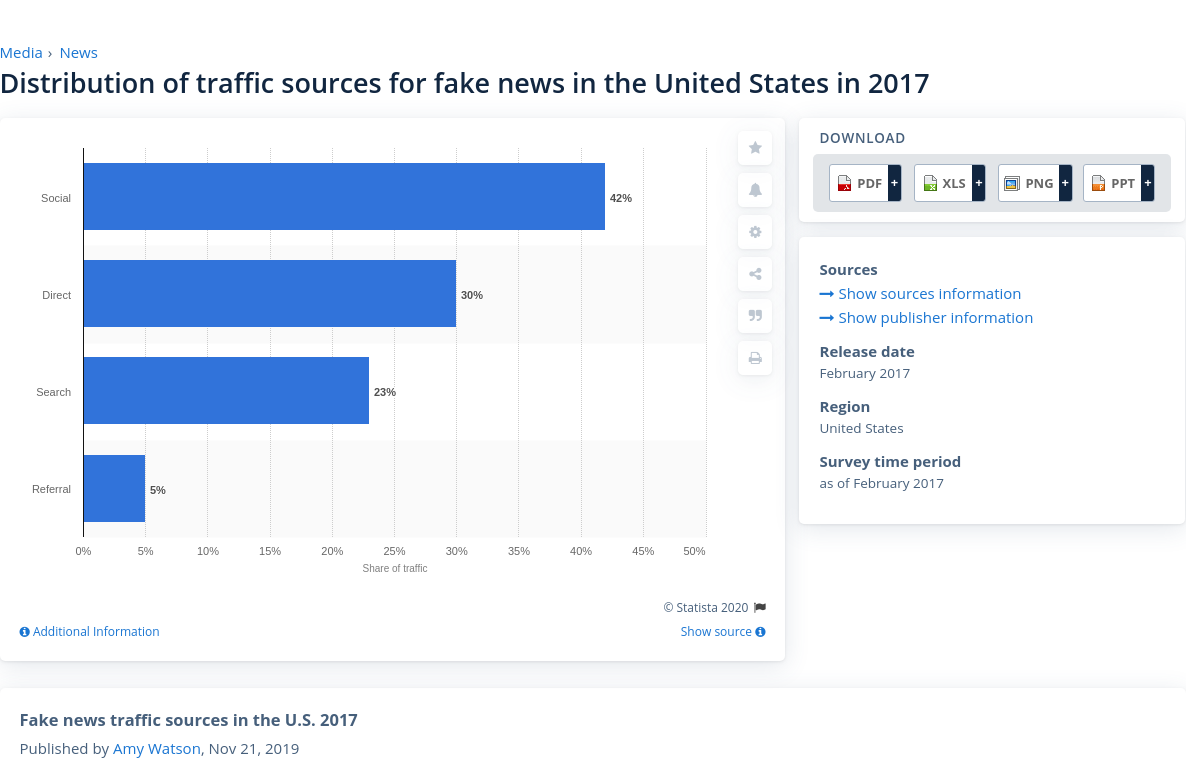 Media › News
Distribution of traffic sources for fake news in the United States in 2017
Social
42%
Direct
30%
Search
23%
Referral
5%
0% 5% 10% 15% 20% 25% 30% 35% 40% 45% 50%
Share of traffic
© Statista 2020
Additional Information
Show source
DOWNLOAD
PDF + XLS + PNG + PPT +
Sources
Show sources information
Show publisher information
Release date
February 2017
Region
United States
Survey time period
as of February 2017
Fake news traffic sources in the U.S. 2017
Published by Amy Watson, Nov 21, 2019